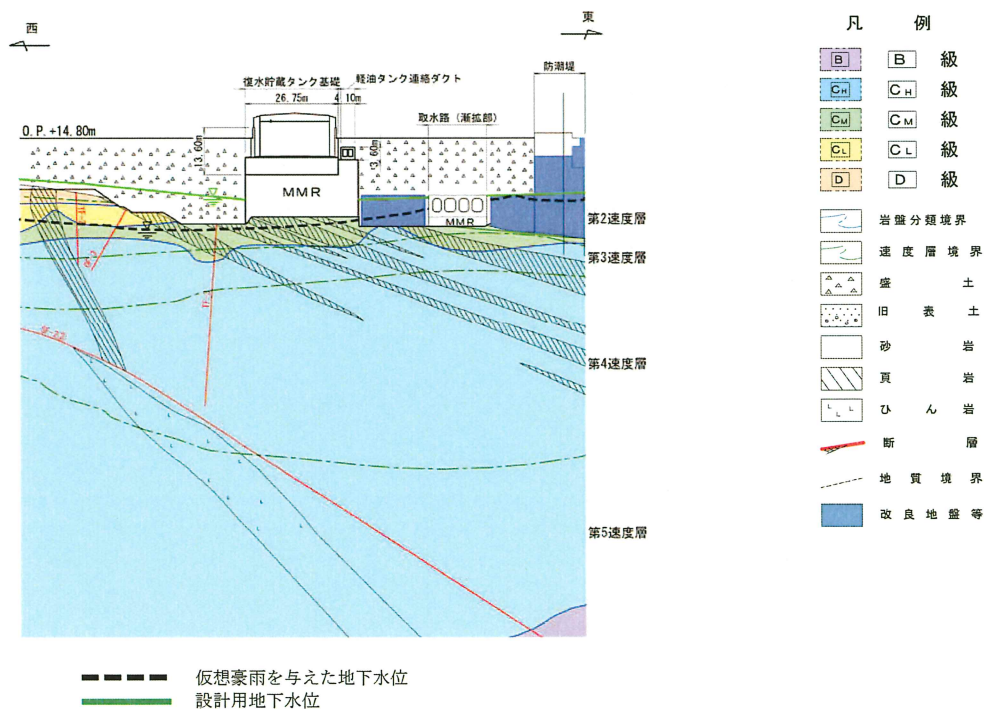 西
東
復水貯蔵タンク基礎
26.75m
軽油タンク連絡ダクト
4.10m
防潮堤
取水路（漸拡部）
O.P.+14.80m
13.60m
3.60m
MMR
MMR
第2速度層
第3速度層
第4速度層
第5速度層
凡例
B B 級
CH CH 級
CM CM 級
CL CL 級
D D 級
岩盤分類境界
速度層境界
盛土
旧表土
砂岩
頁岩
ひん岩
断層
地質境界
改良地盤等
仮想豪雨を与えた地下水位
設計用地下水位